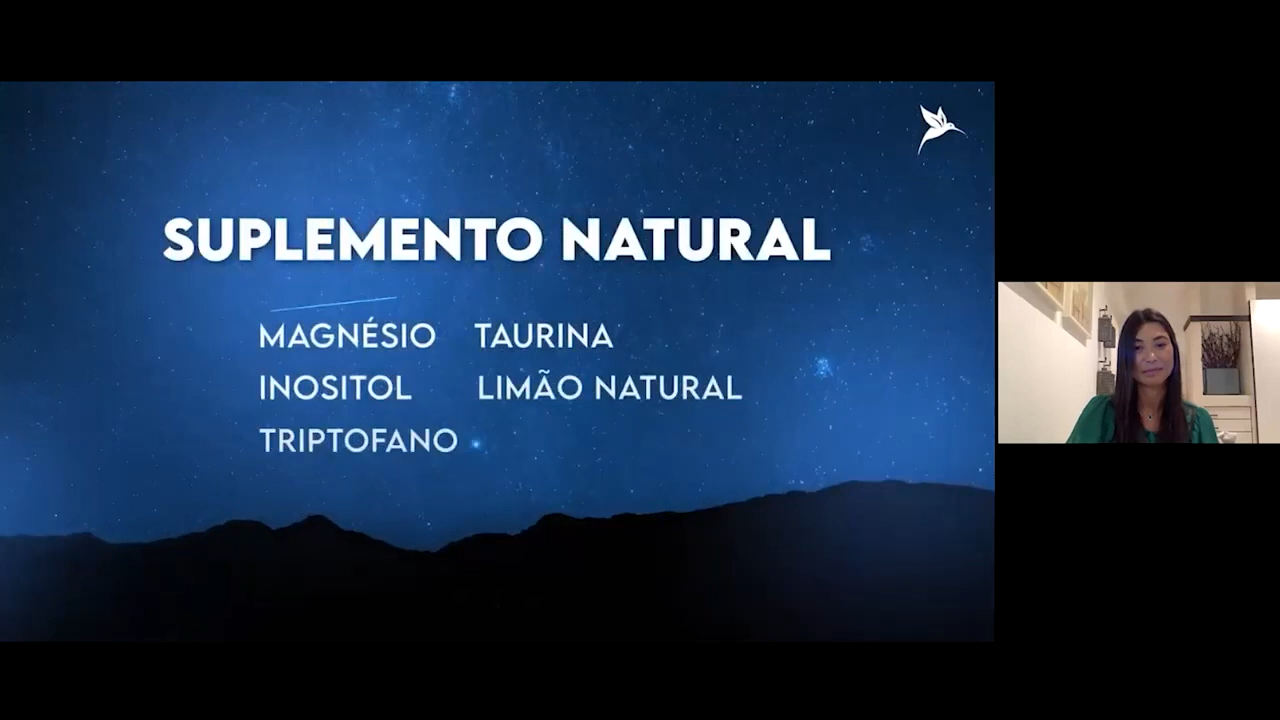 SUPLEMENTO NATURAL
MAGNÉSIO TAURINA
INOSITOL LIMÃO NATURAL
TRIPTOFANO